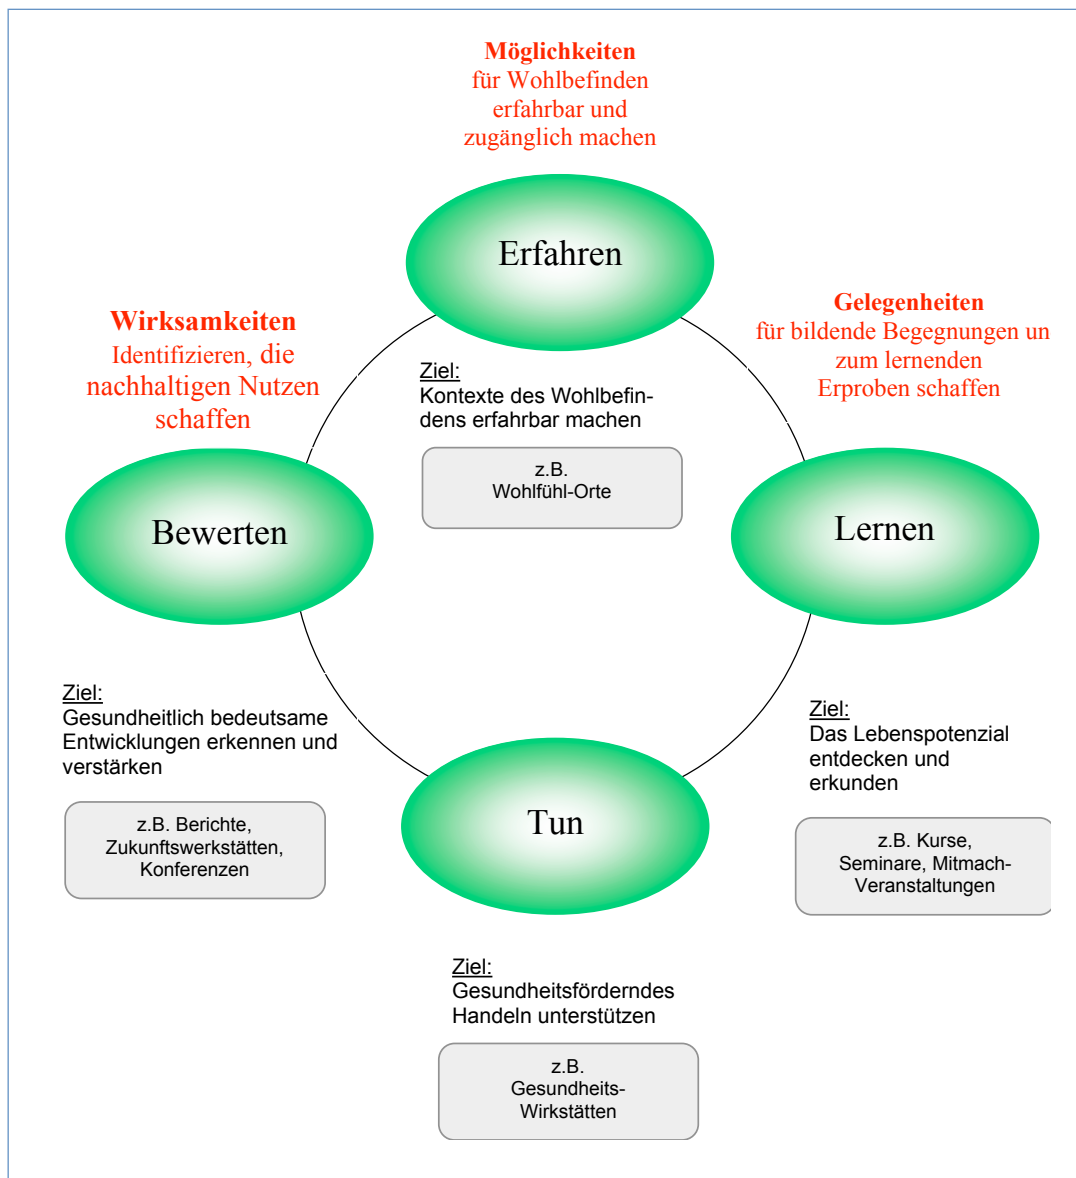 Möglichkeiten
für Wohlbefinden
erfahrbar und
zugänglich machen
Erfahren
Wirksamkeiten
Identifizieren, die
nachhaltigen Nutzen
schaffen
Gelegenheiten
für bildende Begegnungen un
zum lernenden
Erproben schaffen
Ziel:
Kontexte des Wohlbefin-
dens erfahrbar machen
z.B.
Wohlfühl-Orte
Bewerten
Lernen
Ziel:
Gesundheitlich bedeutsame
Entwicklungen erkennen und
verstärken
z.B. Berichte,
Zukunftswerkstätten,
Konferenzen
Ziel:
Das Lebenspotenzial
entdecken und
erkunden
z.B. Kurse,
Seminare, Mitmach-
Veranstaltungen
Tun
Ziel:
Gesundheitsförderndes
Handeln unterstützen
z.B.
Gesundheits-
Wirkstätten